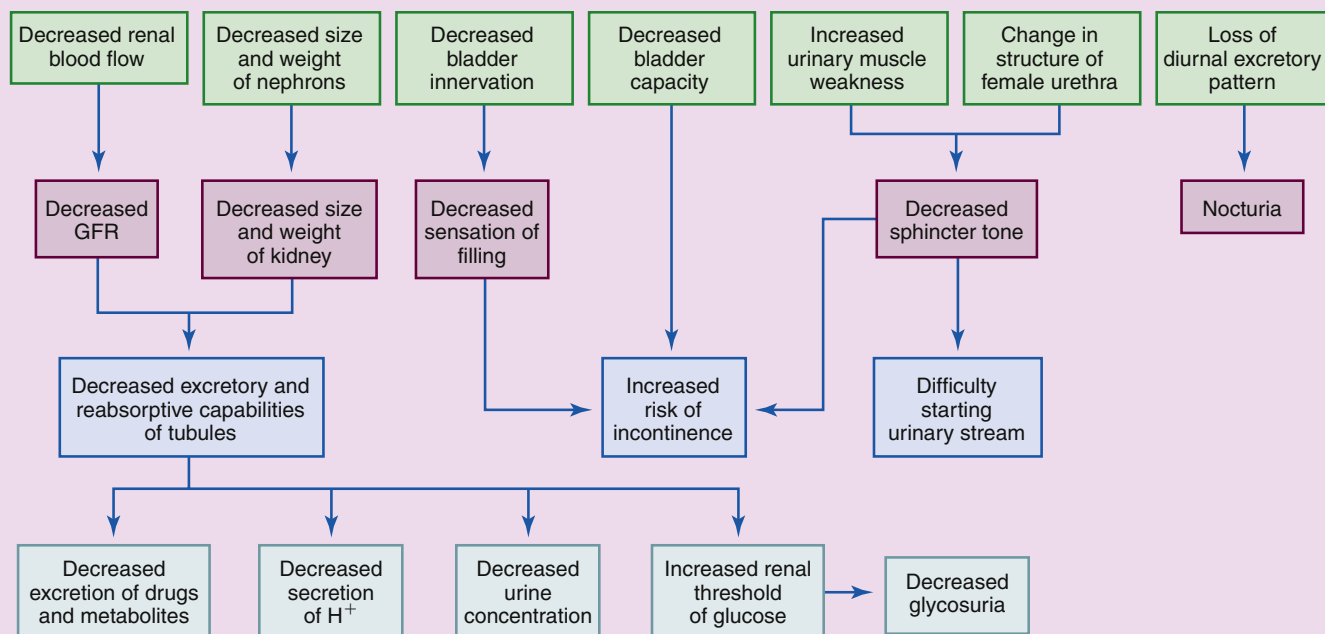 Decreased renal
blood flow
Decreased size
and weight
of nephrons
Decreased
bladder
innervation
Decreased
bladder
capacity
Increased
urinary muscle
weakness
Change in
structure of
female urethra
Loss of
diurnal excretory
pattern
Decreased
GFR
Decreased size
and weight
of kidney
Decreased
sensation of
filling
Decreased
sphincter tone
Nocturia
Decreased excretory and
reabsorptive capabilities
of tubules
Increased
risk of
incontinence
Difficulty
starting
urinary stream
Decreased
excretion of drugs
and metabolites
Decreased
secretion
of H+
Decreased
urine
concentration
Increased renal
threshold
of glucose
Decreased
glycosuria